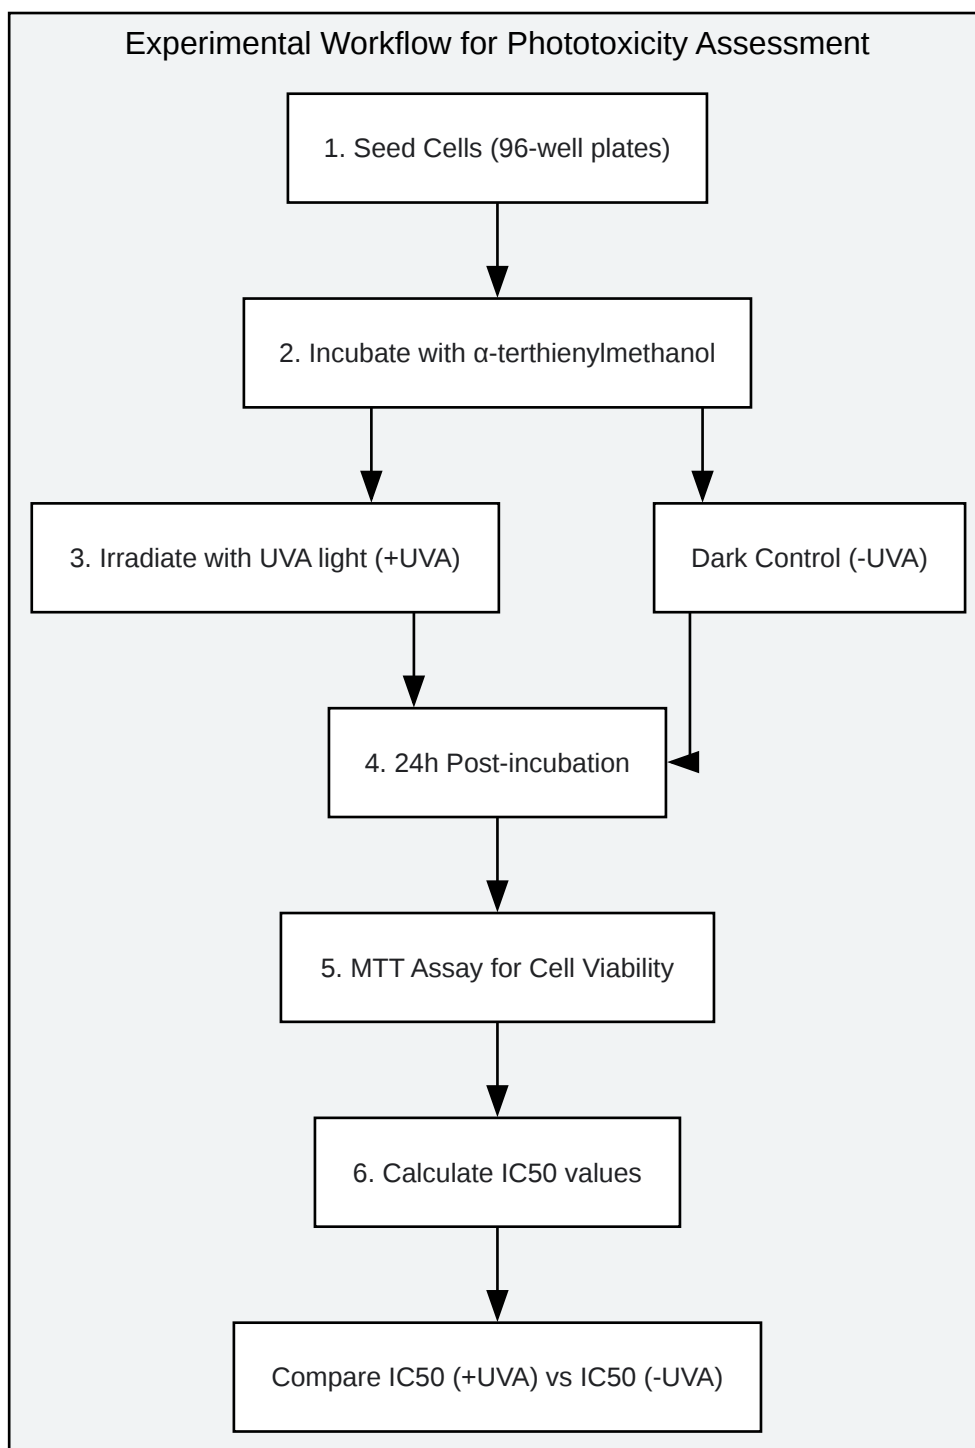 Experimental Workflow for Phototoxicity Assessment
1. Seed Cells (96-well plates)
2. Incubate with α-terthienylmethanol
3. Irradiate with UVA light (+UVA)
Dark Control (-UVA)
4. 24h Post-incubation
5. MTT Assay for Cell Viability
6. Calculate IC50 values
Compare IC50 (+UVA) vs IC50 (-UVA)